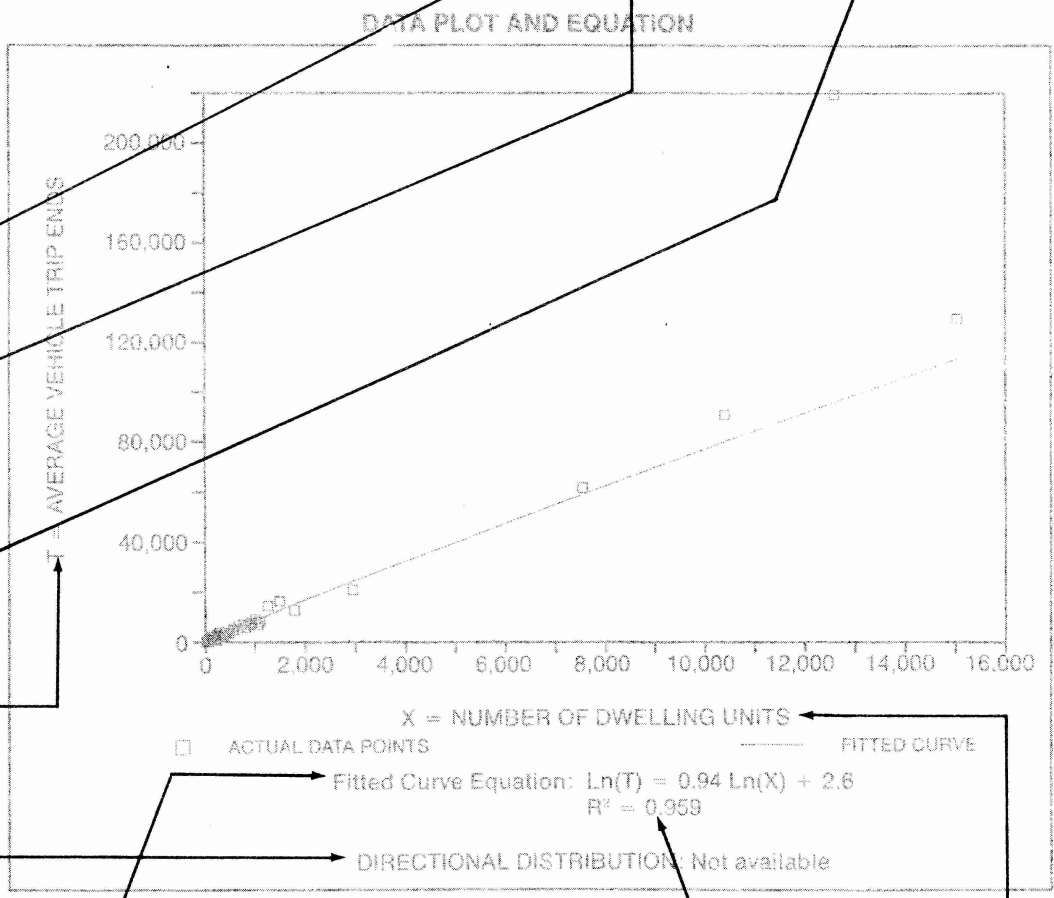 DATA PLOT AND EQUATION
T = AVERAGE VEHICLE TRIP ENDS
200,000
160,000
120,000
80,000
40,000
0
0 2,000 4,000 6,000 8,000 10,000 12,000 14,000 16,000
X = NUMBER OF DWELLING UNITS
ACTUAL DATA POINTS FITTED CURVE
Fitted Curve Equation: Ln(T) = 0.94 Ln(X) + 2.6
R² = 0.959
DIRECTIONAL DISTRIBUTION: Not available